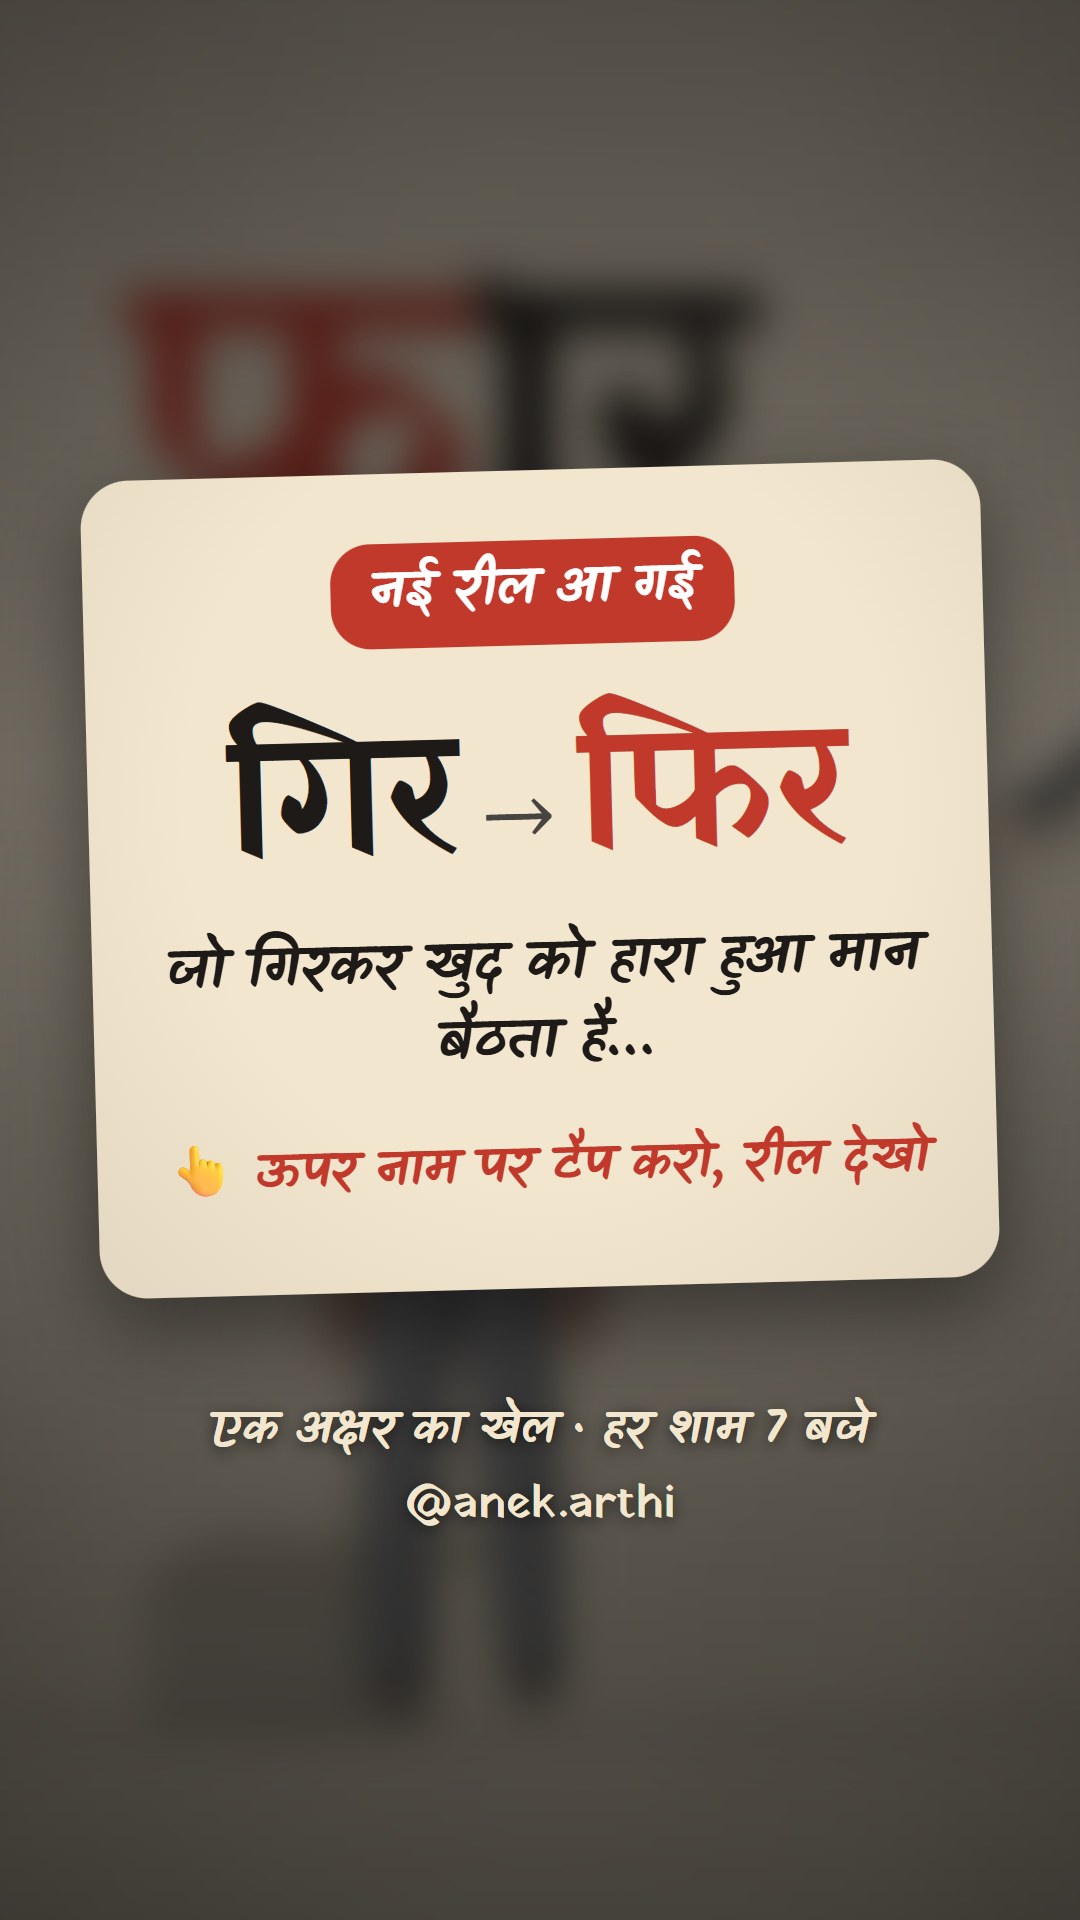 फार
नई रील आ गई
गिर → फिर
जो गिरकर खुद को हारा हुआ मान
बैठता है...
👆 ऊपर नाम पर टैप करो, रील देखो
एक अक्षर का खेल · हर शाम 7 बजे
@anek.arthi